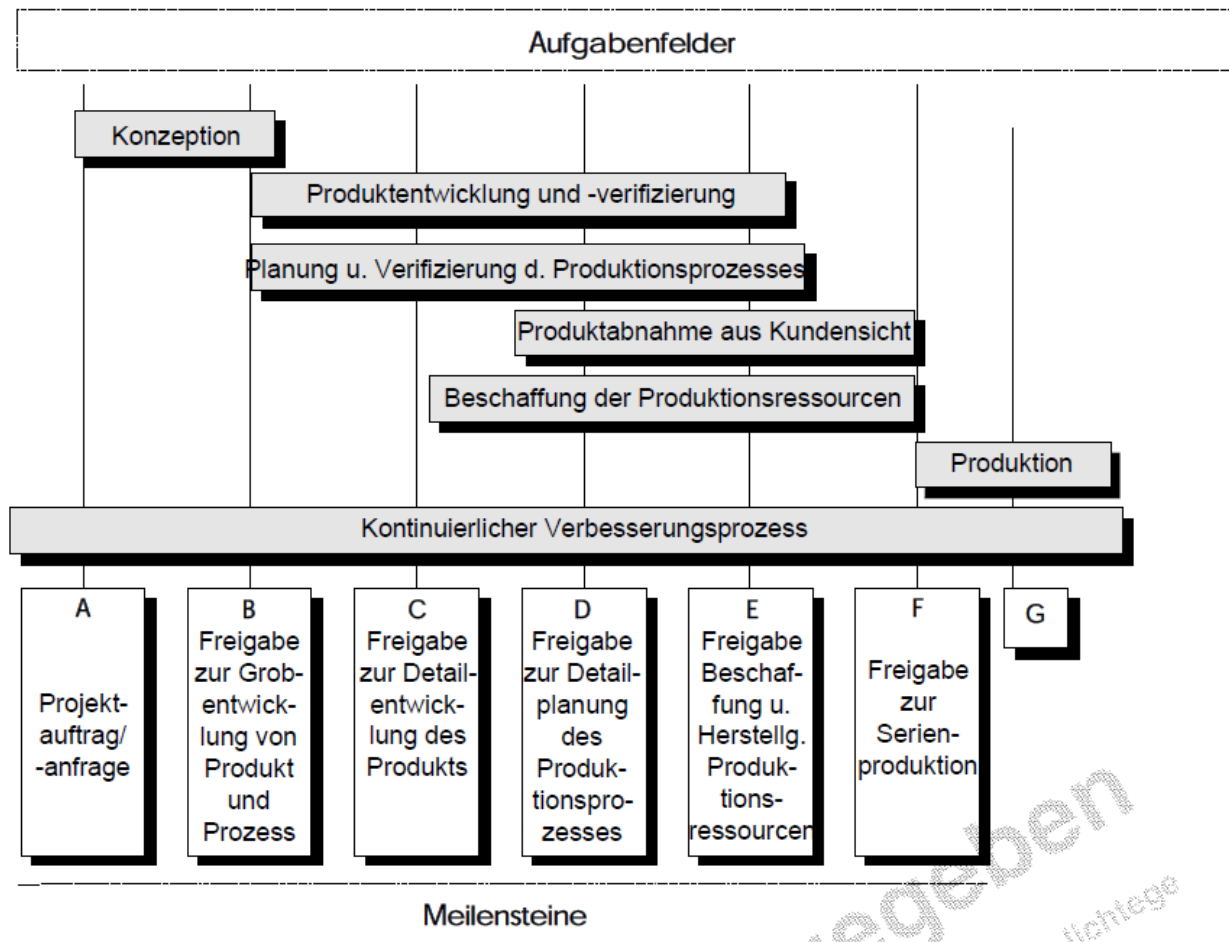 Aufgabenfelder
Konzeption
Produktentwicklung und -verifizierung
Planung u. Verifizierung d. Produktionsprozesses
Produktabnahme aus Kundensicht
Beschaffung der Produktionsressourcen
Produktion
Kontinuierlicher Verbesserungsprozess
A
Projekt-
auftrag/
-anfrage
B
Freigabe
zur Grob-
entwick-
lung von
Produkt
und
Prozess
C
Freigabe
zur Detail-
entwick-
lung des
Produkts
D
Freigabe
zur Detail-
planung
des
Produk-
tionspro-
zesses
E
Freigabe
Beschaf-
fung u.
Herstellg.
Produk-
tions-
ressourcen
F
Freigabe
zur
Serien-
produktion
G
Meilensteine
egeben
lichtege